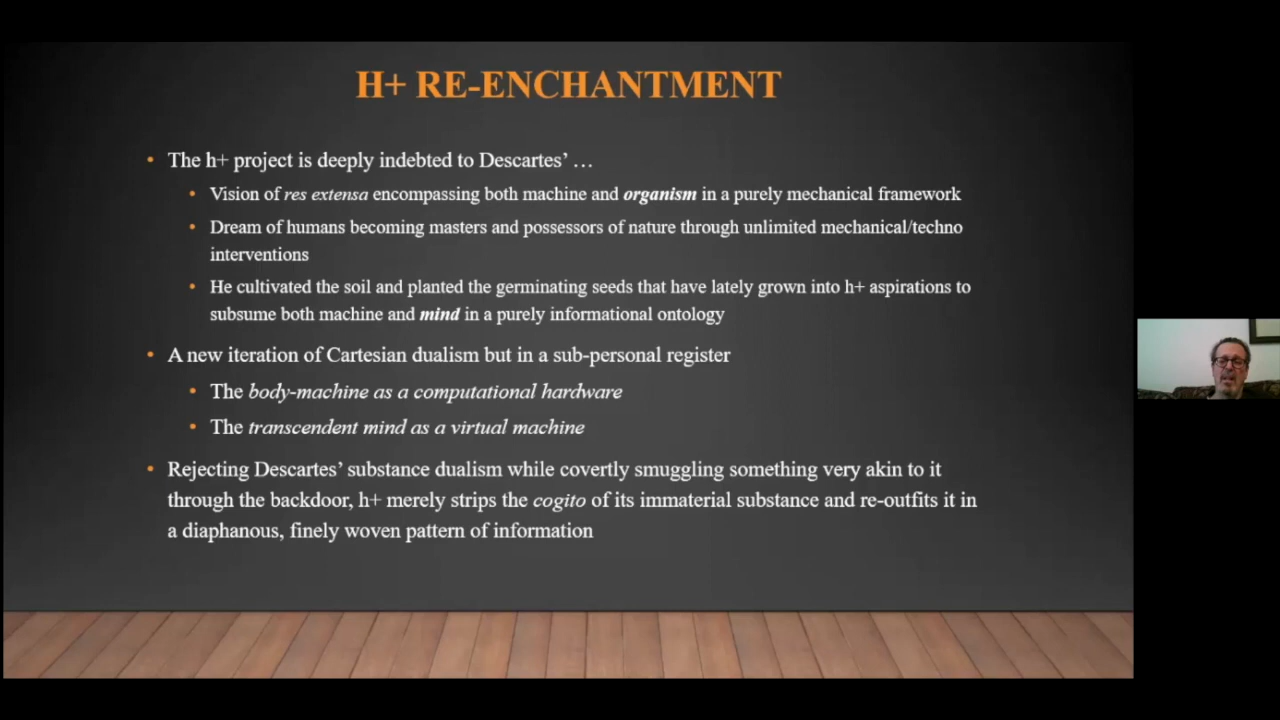 H+ RE-ENCHANTMENT
• The h+ project is deeply indebted to Descartes’ …
• Vision of res extensa encompassing both machine and organism in a purely mechanical framework
• Dream of humans becoming masters and possessors of nature through unlimited mechanical/techno
interventions
• He cultivated the soil and planted the germinating seeds that have lately grown into h+ aspirations to
subsume both machine and mind in a purely informational ontology
• A new iteration of Cartesian dualism but in a sub-personal register
• The body-machine as a computational hardware
• The transcendent mind as a virtual machine
• Rejecting Descartes’ substance dualism while covertly smuggling something very akin to it
through the backdoor, h+ merely strips the cogito of its immaterial substance and re-outfits it in
a diaphanous, finely woven pattern of information